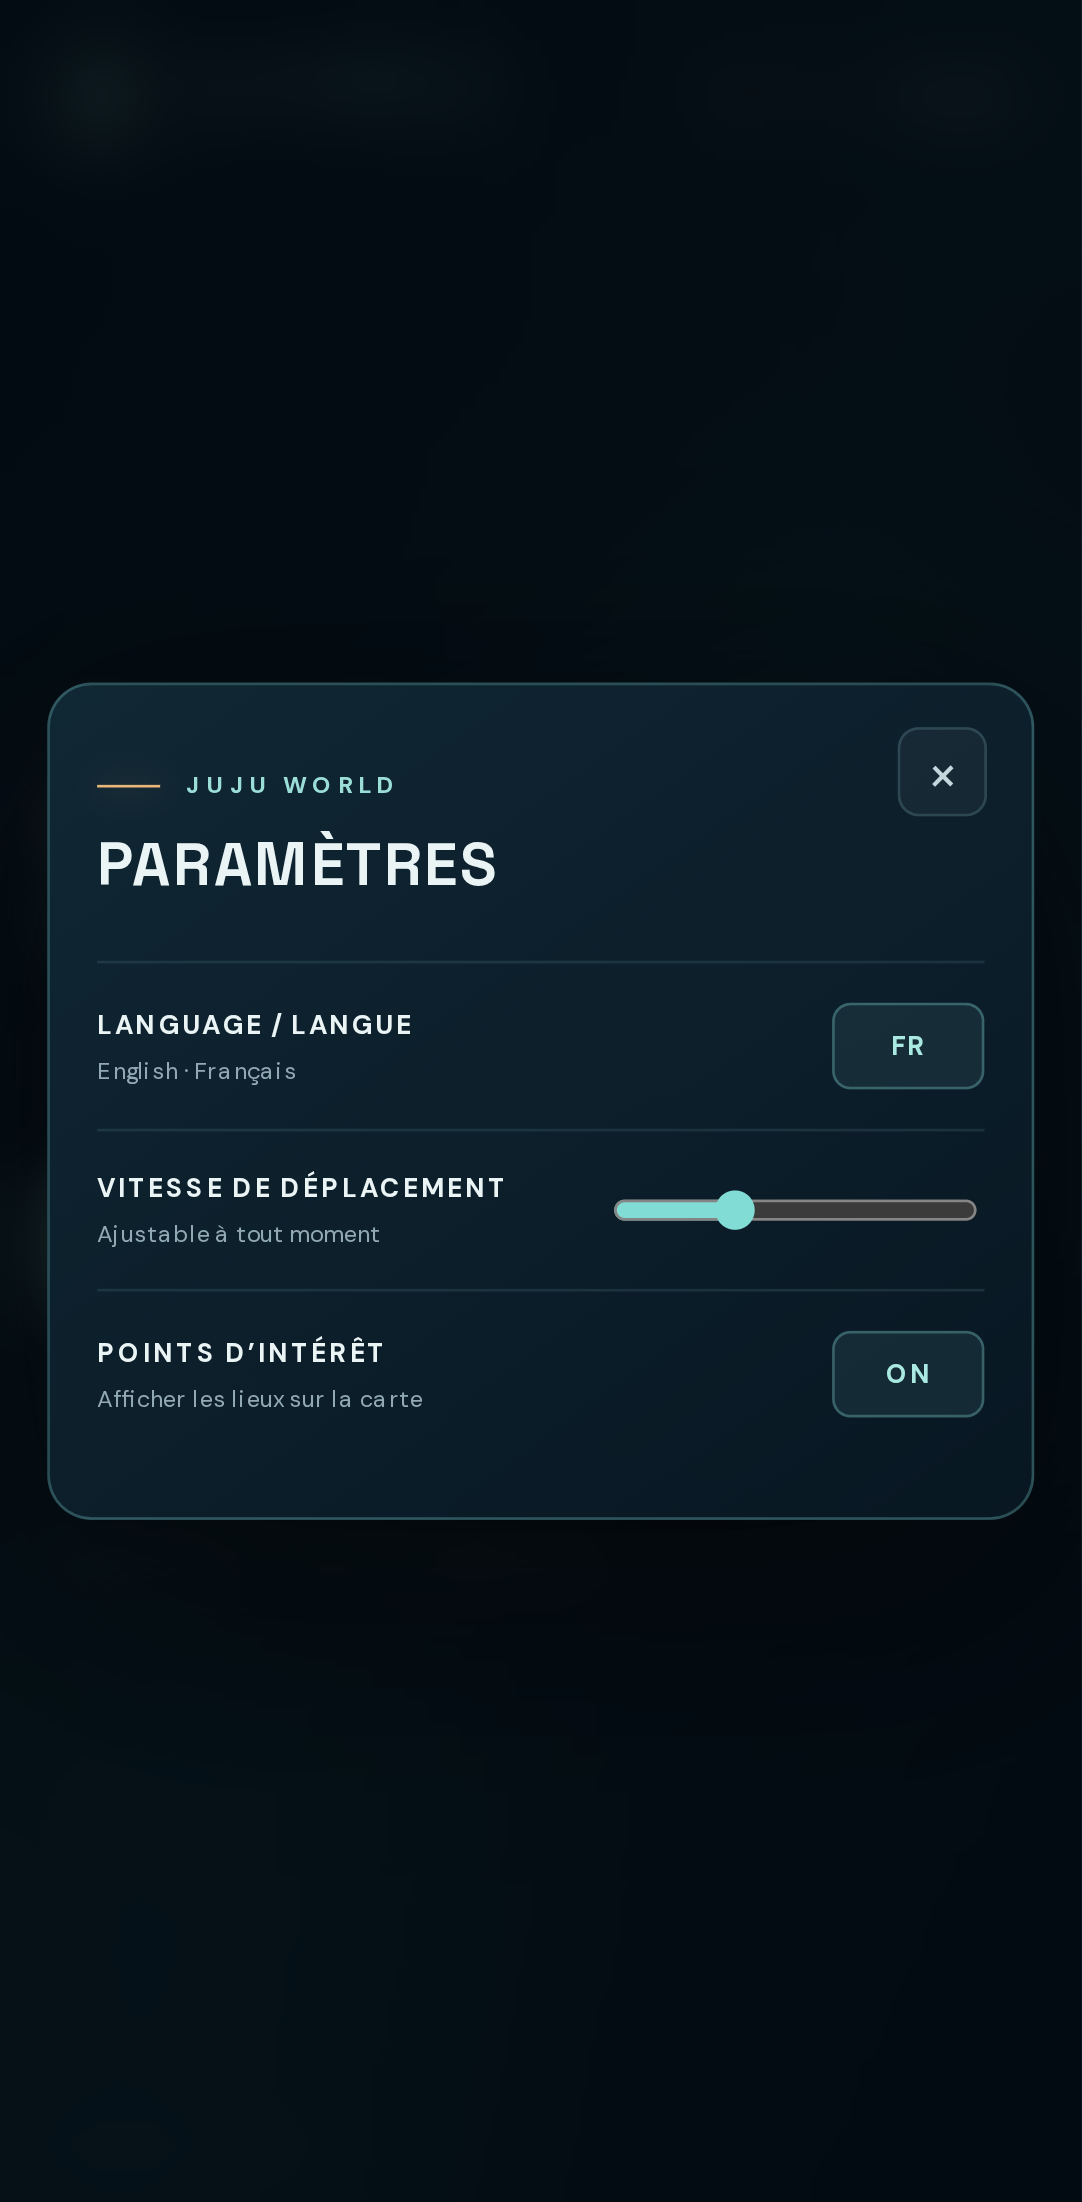 JUJU WORLD
×
PARAMÈTRES
LANGUAGE / LANGUE
English · Français
FR
VITESSE DE DÉPLACEMENT
Ajustable à tout moment
POINTS D’INTÉRÊT
Afficher les lieux sur la carte
ON